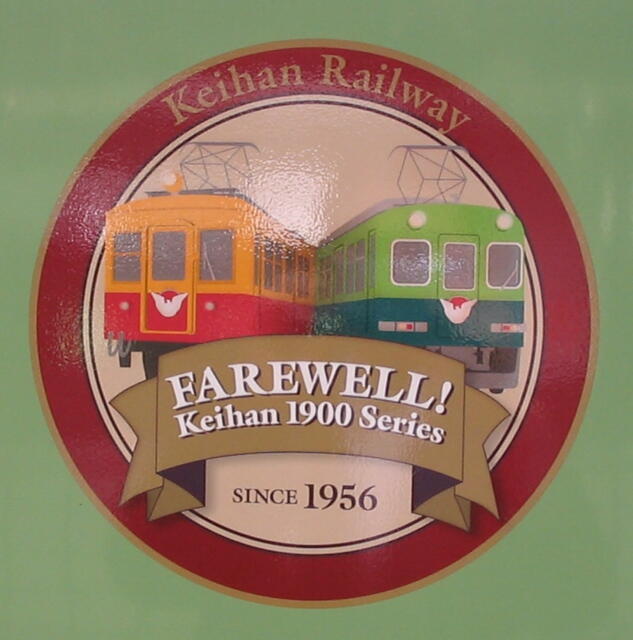 Keihan Railway
FAREWELL!
Keihan 1900 Series
SINCE 1956